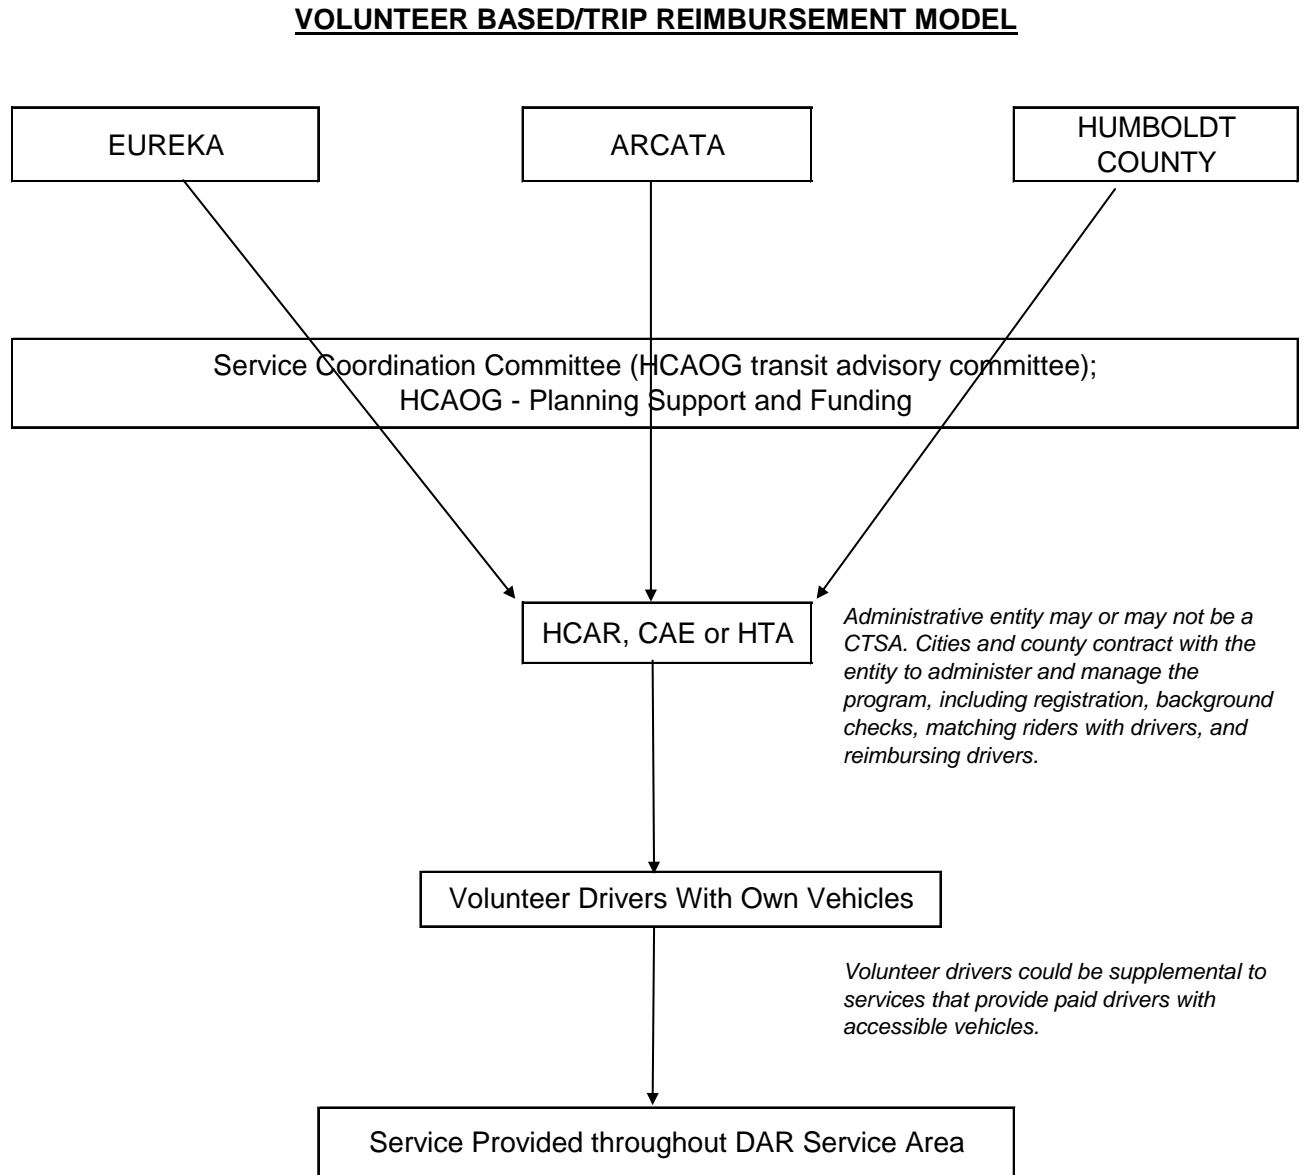 VOLUNTEER BASED/TRIP REIMBURSEMENT MODEL
EUREKA
ARCATA
HUMBOLDT
COUNTY
Service Coordination Committee (HCAOG transit advisory committee);
HCAOG - Planning Support and Funding
HCAR, CAE or HTA
Administrative entity may or may not be a
CTSA. Cities and county contract with the
entity to administer and manage the
program, including registration, background
checks, matching riders with drivers, and
reimbursing drivers.
Volunteer Drivers With Own Vehicles
Volunteer drivers could be supplemental to
services that provide paid drivers with
accessible vehicles.
Service Provided throughout DAR Service Area